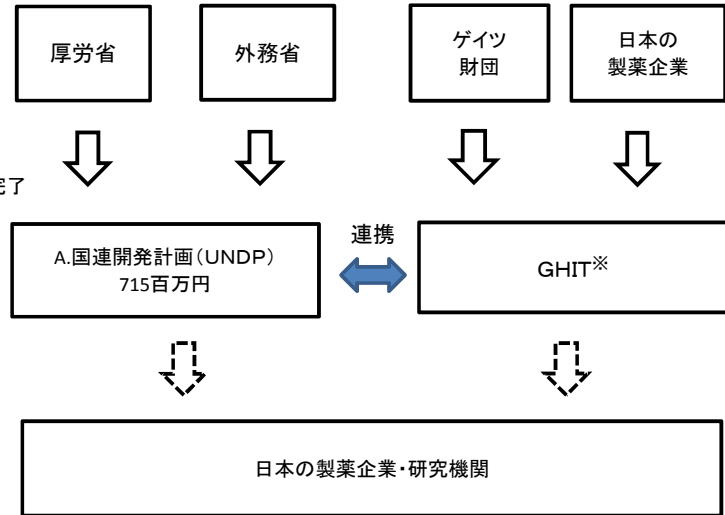 厚労省
外務省
ゲイツ
財団
日本の
製薬企業
完了
A.国連開発計画(UNDP)
715百万円
連携
GHIT※
日本の製薬企業・研究機関